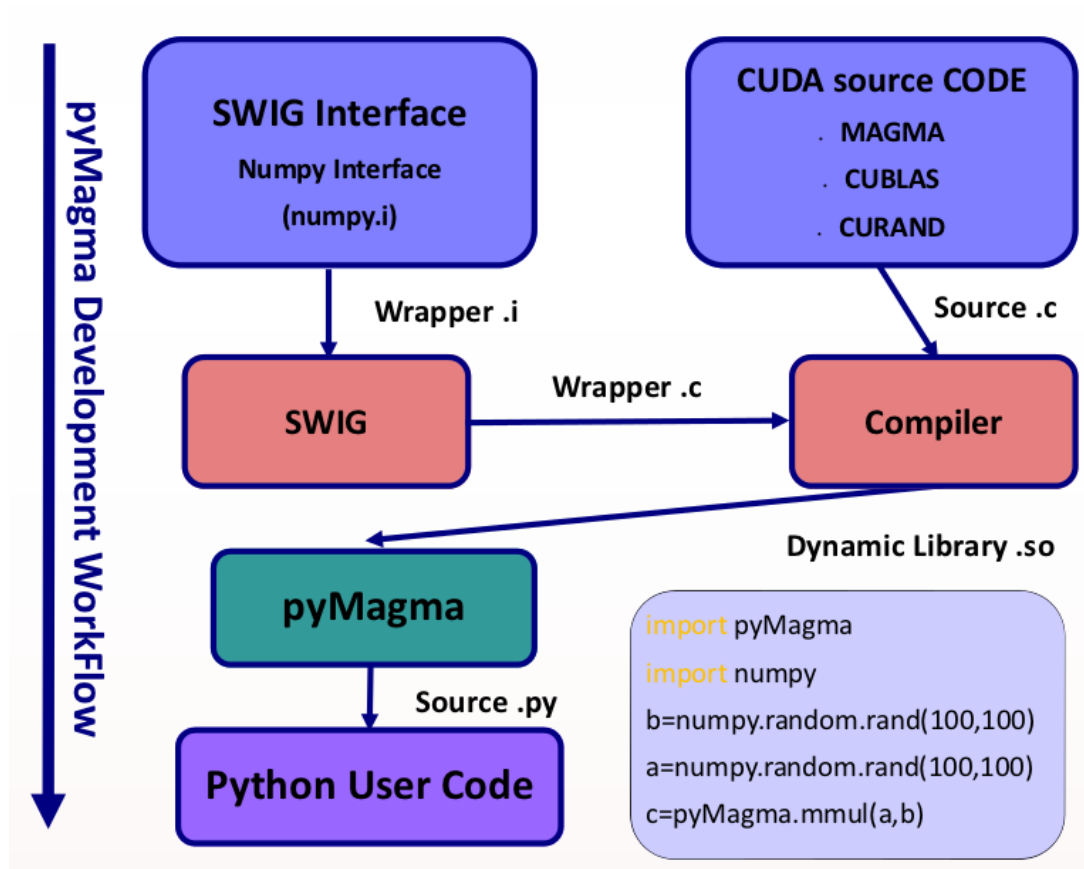 pyMagma Development WorkFlow
SWIG Interface
Numpy Interface
(numpy.i)
CUDA source CODE
. MAGMA
. CUBLAS
. CURAND
Wrapper .i
Source .c
SWIG
Wrapper .c
Compiler
Dynamic Library .so
pyMagma
Source .py
Python User Code
import pyMagma
import numpy
b=numpy.random.rand(100,100)
a=numpy.random.rand(100,100)
c=pyMagma.mmul(a,b)